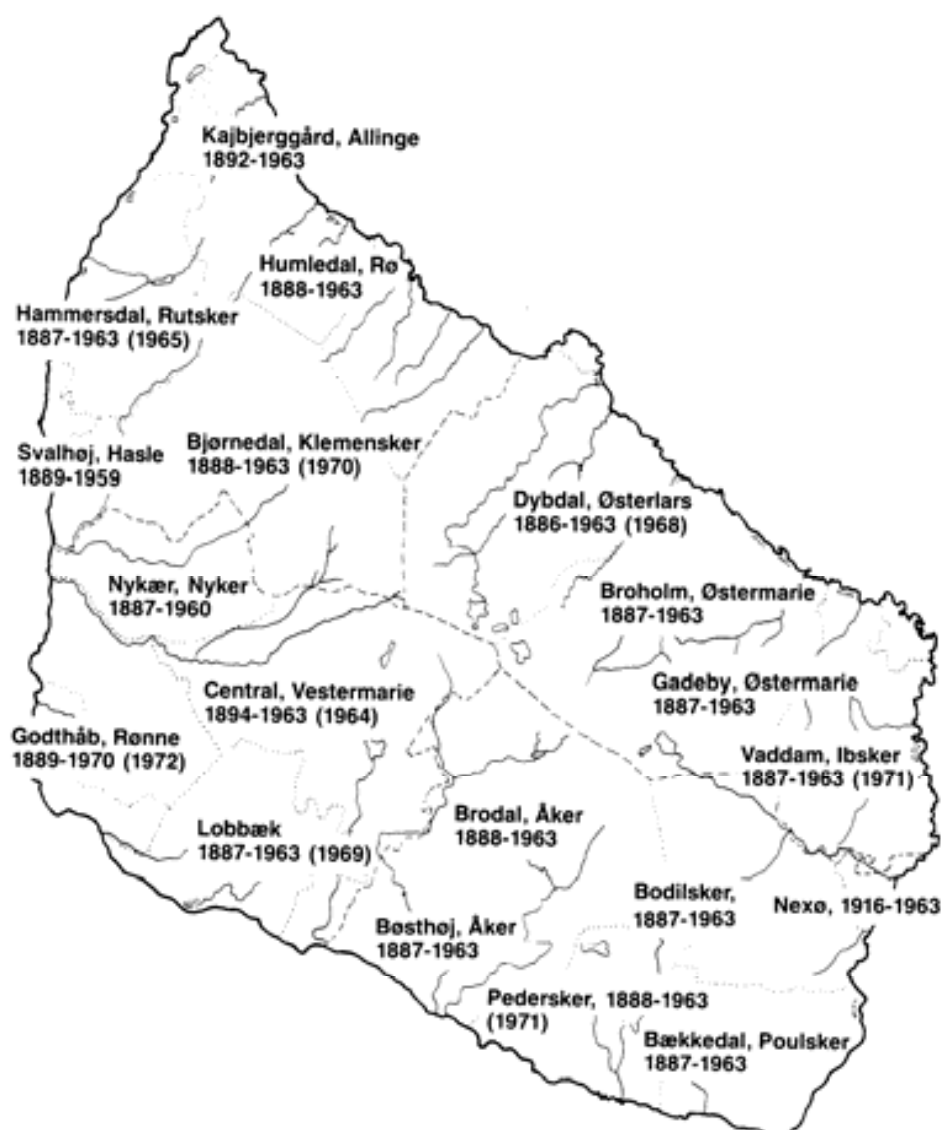 Kajbjerggård, Allinge
1892-1963
Humledal, Rø
1888-1963
Hammersdal, Rutsker
1887-1963 (1965)
Svalhøj, Hasle
1889-1959
Bjørnedal, Klemensker
1888-1963 (1970)
Dybdal, Østerlars
1886-1963 (1968)
Nykær, Nyker
1887-1960
Broholm, Østermarie
1887-1963
Central, Vestermarie
1894-1963 (1964)
Gadeby, Østermarie
1887-1963
Godthåb, Rønne
1889-1970 (1972)
Vaddam, Ibsker
1887-1963 (1971)
Lobbæk
1887-1963 (1969)
Brodal, Åker
1888-1963
Bodilsker,
1887-1963
Nexø, 1916-1963
Bøsthøj, Åker
1887-1963
Pedersker, 1888-1963
(1971)
Bækkedal, Poulsker
1887-1963